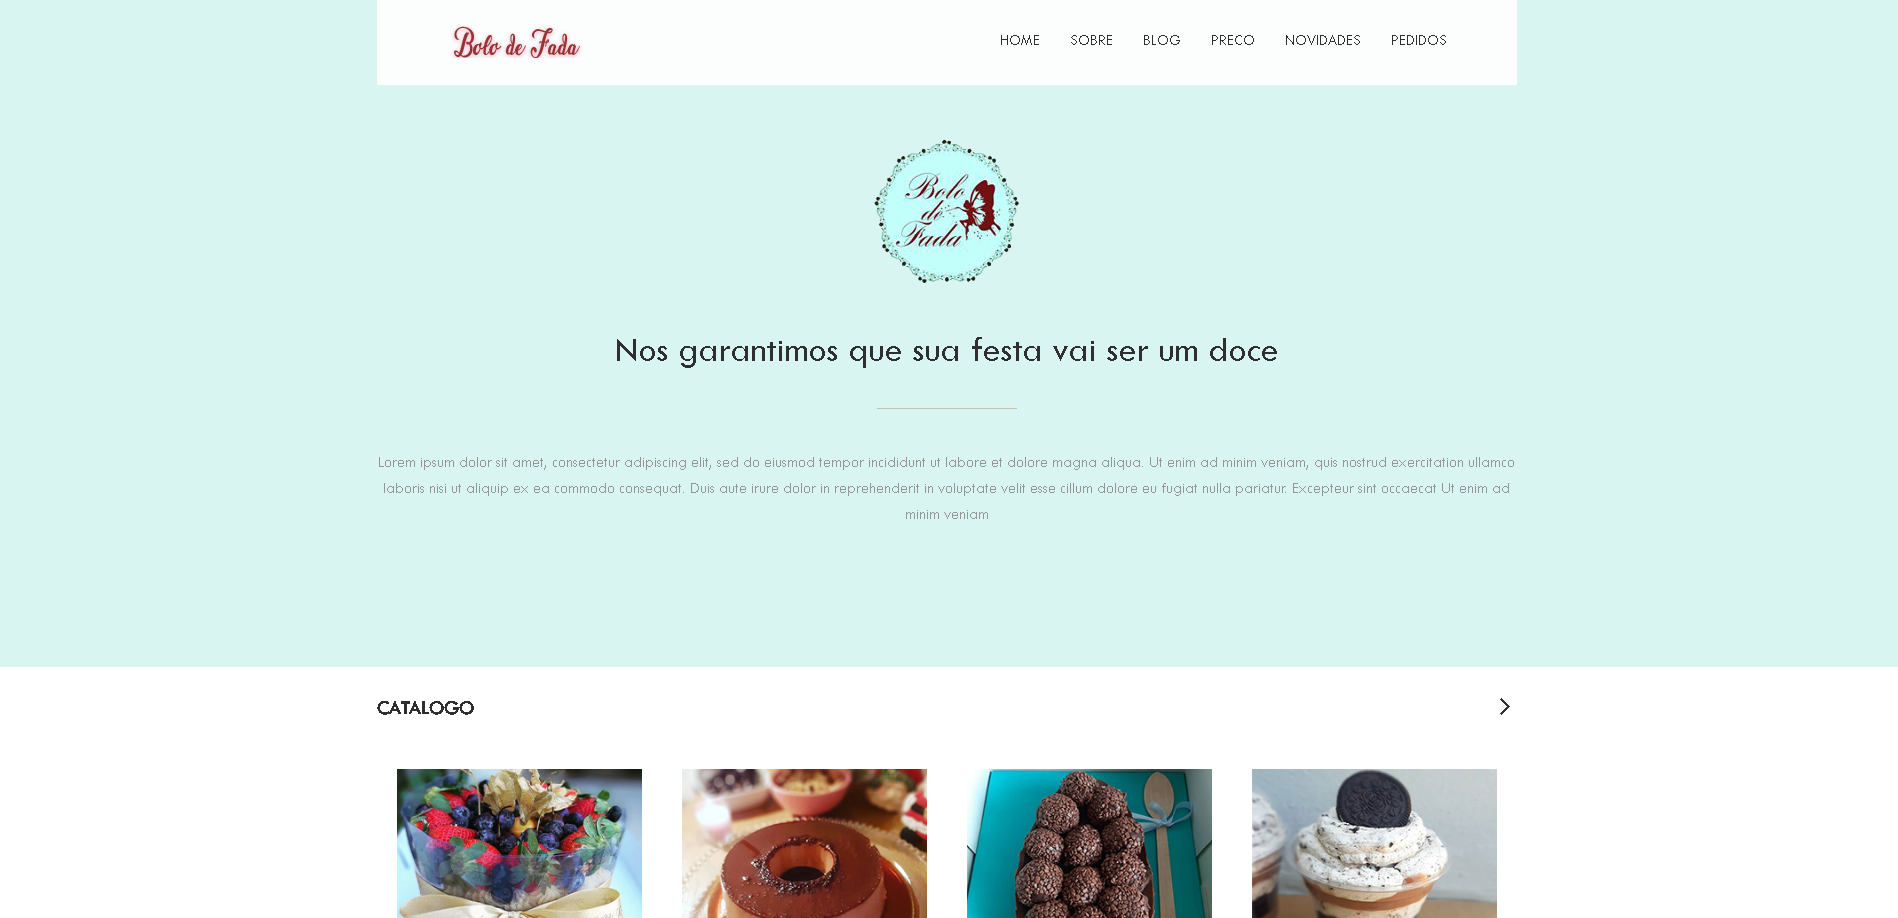 Bolo de Fada
HOME SOBRE BLOG PRECO NOVIDADES PEDIDOS
Bolo
de
Fada
Nos garantimos que sua festa vai ser um doce
Lorem ipsum dolor sit amet, consectetur adipiscing elit, sed do eiusmod tempor incididunt ut labore et dolore magna aliqua. Ut enim ad minim veniam, quis nostrud exercitation ullamco
laboris nisi ut aliquip ex ea commodo consequat. Duis aute irure dolor in reprehenderit in voluptate velit esse cillum dolore eu fugiat nulla pariatur. Excepteur sint occaecat Ut enim ad
minim veniam
CATALOGO